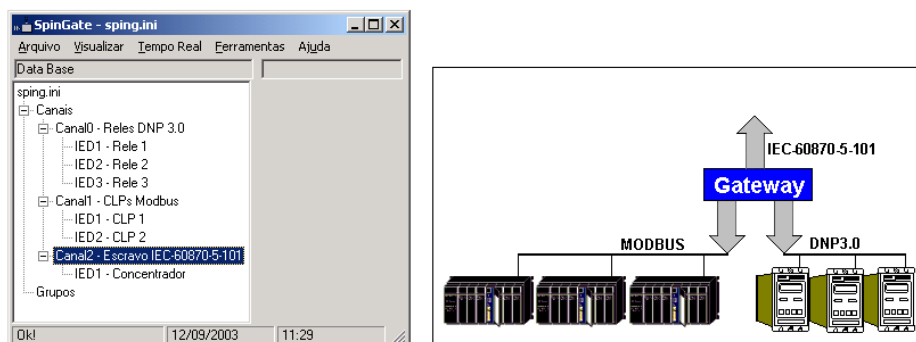 SpinGate - sping.ini
Arquivo Visualizar Tempo Real Ferramentas Ajuda
Data Base
sping.ini
Canais
Canal0 - Reles DNP 3.0
IED1 - Rele 1
IED2 - Rele 2
IED3 - Rele 3
Canal1 - CLPs Modbus
IED1 - CLP 1
IED2 - CLP 2
Canal2 - Escravo IEC-60870-5-101
IED1 - Concentrador
Grupos
Ok! 12/09/2003 11:29
IEC-60870-5-101
Gateway
MODBUS DNP3.0